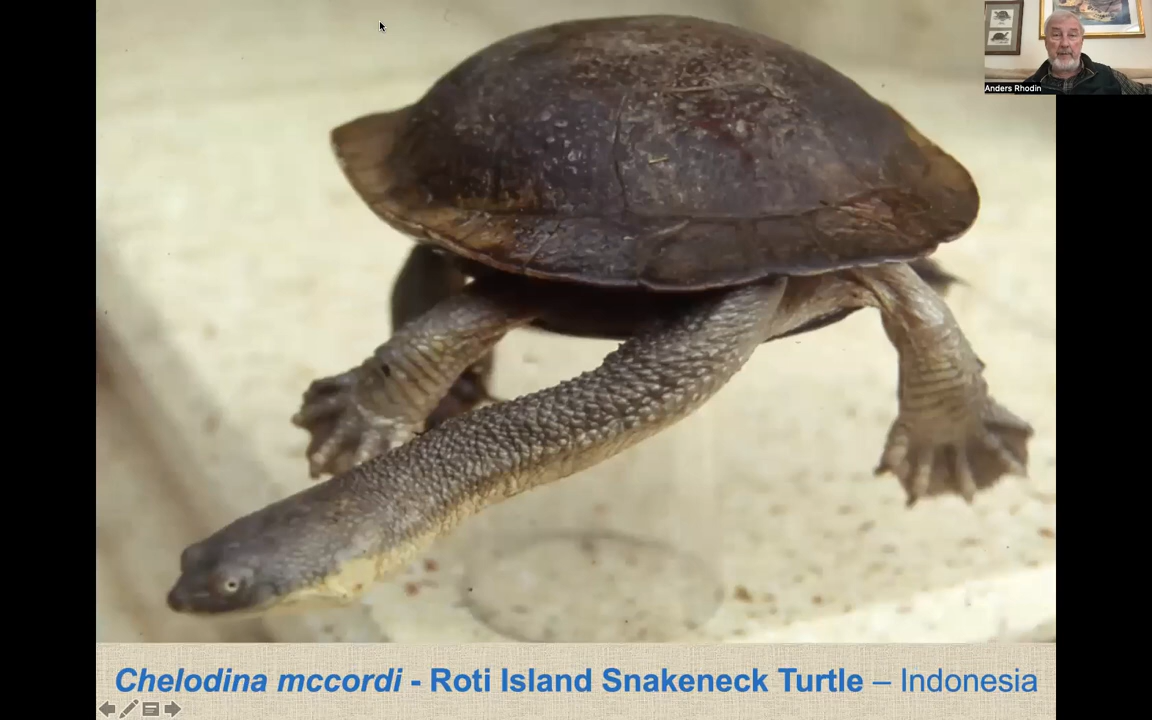 Anders Rhodin
Chelodina mccordi - Roti Island Snakeneck Turtle – Indonesia